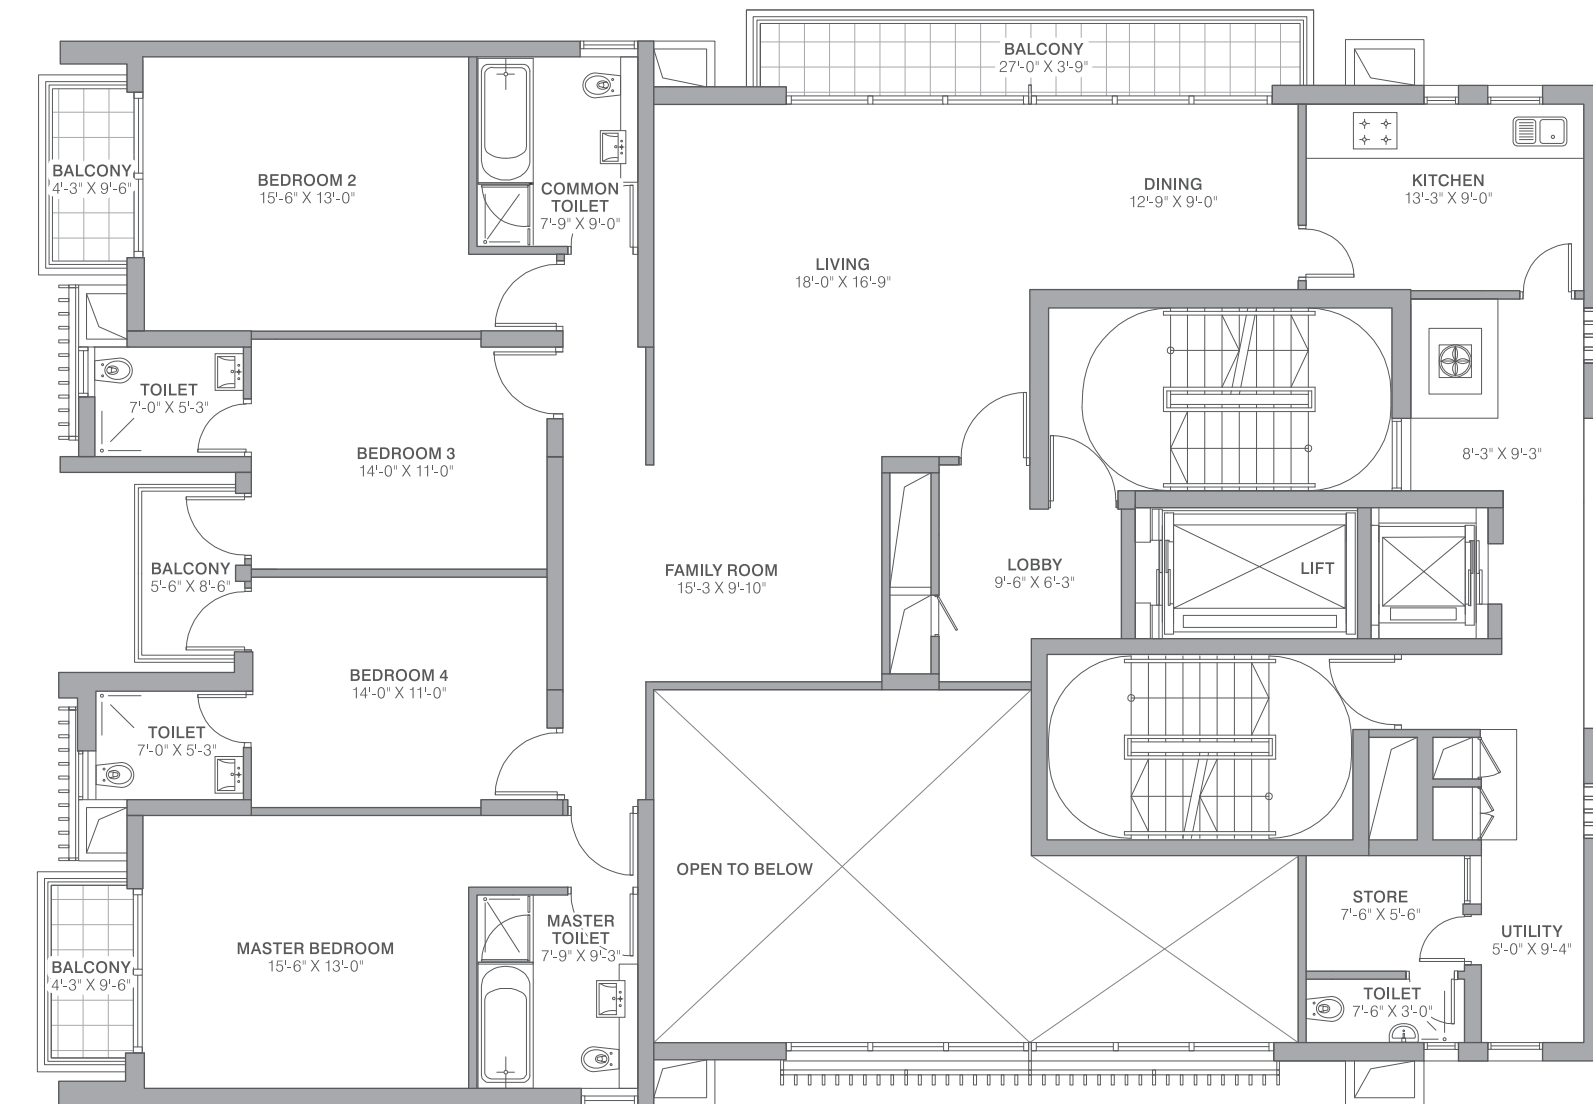 BALCONY
27'-0" X 3'-9"
BALCONY
4'-3" X 9'-6"
BEDROOM 2
15'-6" X 13'-0"
COMMON
TOILET
7'-9" X 9'-0"
DINING
12'-9" X 9'-0"
KITCHEN
13'-3" X 9'-0"
LIVING
18'-0" X 16'-9"
TOILET
7'-0" X 5'-3"
BEDROOM 3
14'-0" X 11'-0"
8'-3" X 9'-3"
BALCONY
5'-6" X 8'-6"
FAMILY ROOM
15'-3 X 9'-10"
LOBBY
9'-6" X 6'-3"
LIFT
BEDROOM 4
14'-0" X 11'-0"
TOILET
7'-0" X 5'-3"
OPEN TO BELOW
STORE
7'-6" X 5'-6"
UTILITY
5'-0" X 9'-4"
MASTER BEDROOM
15'-6" X 13'-0"
MASTER
TOILET
7'-9" X 9'-3"
BALCONY
4'-3" X 9'-6"
TOILET
7'-6" X 3'-0"